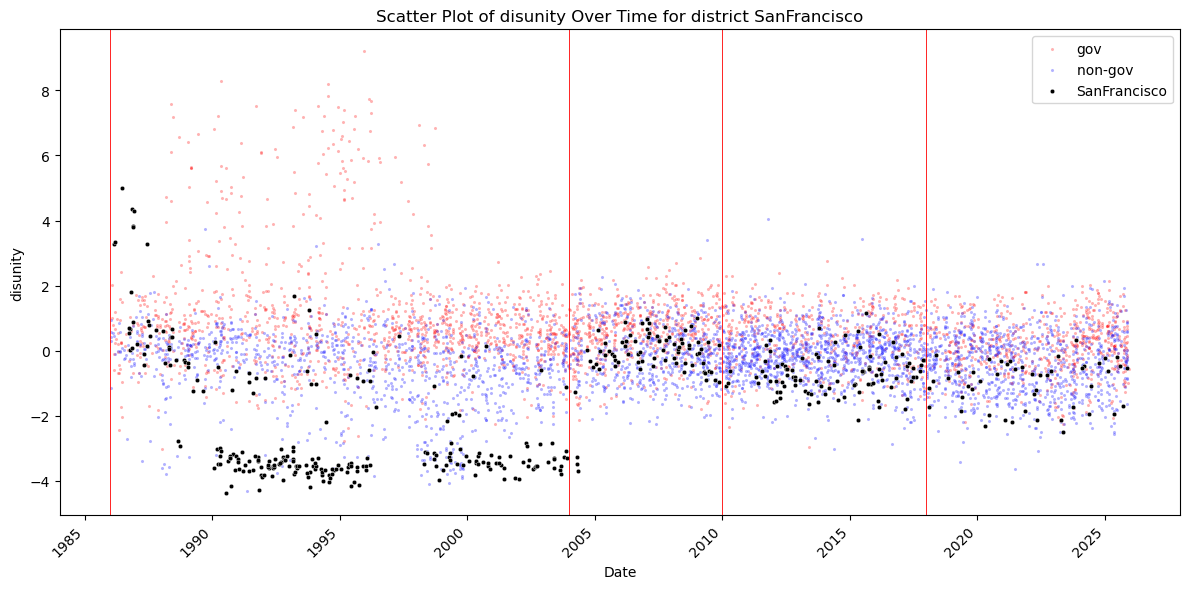 Scatter Plot of disunity Over Time for district SanFrancisco
gov
non-gov
SanFrancisco
disunity
8
6
4
2
0
−2
−4
1985
1990
1995
2000
2005
2010
2015
2020
2025
Date